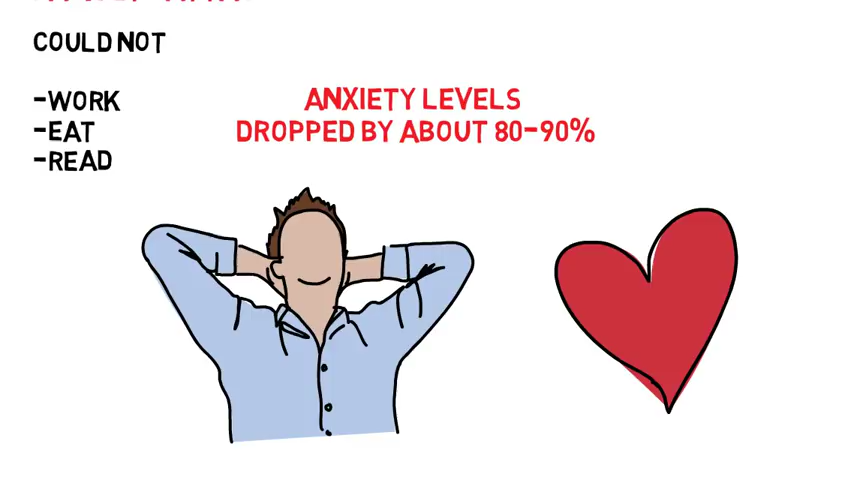 COULD NOT
-WORK
-EAT
-READ
ANXIETY LEVELS
DROPPED BY ABOUT 80-90%